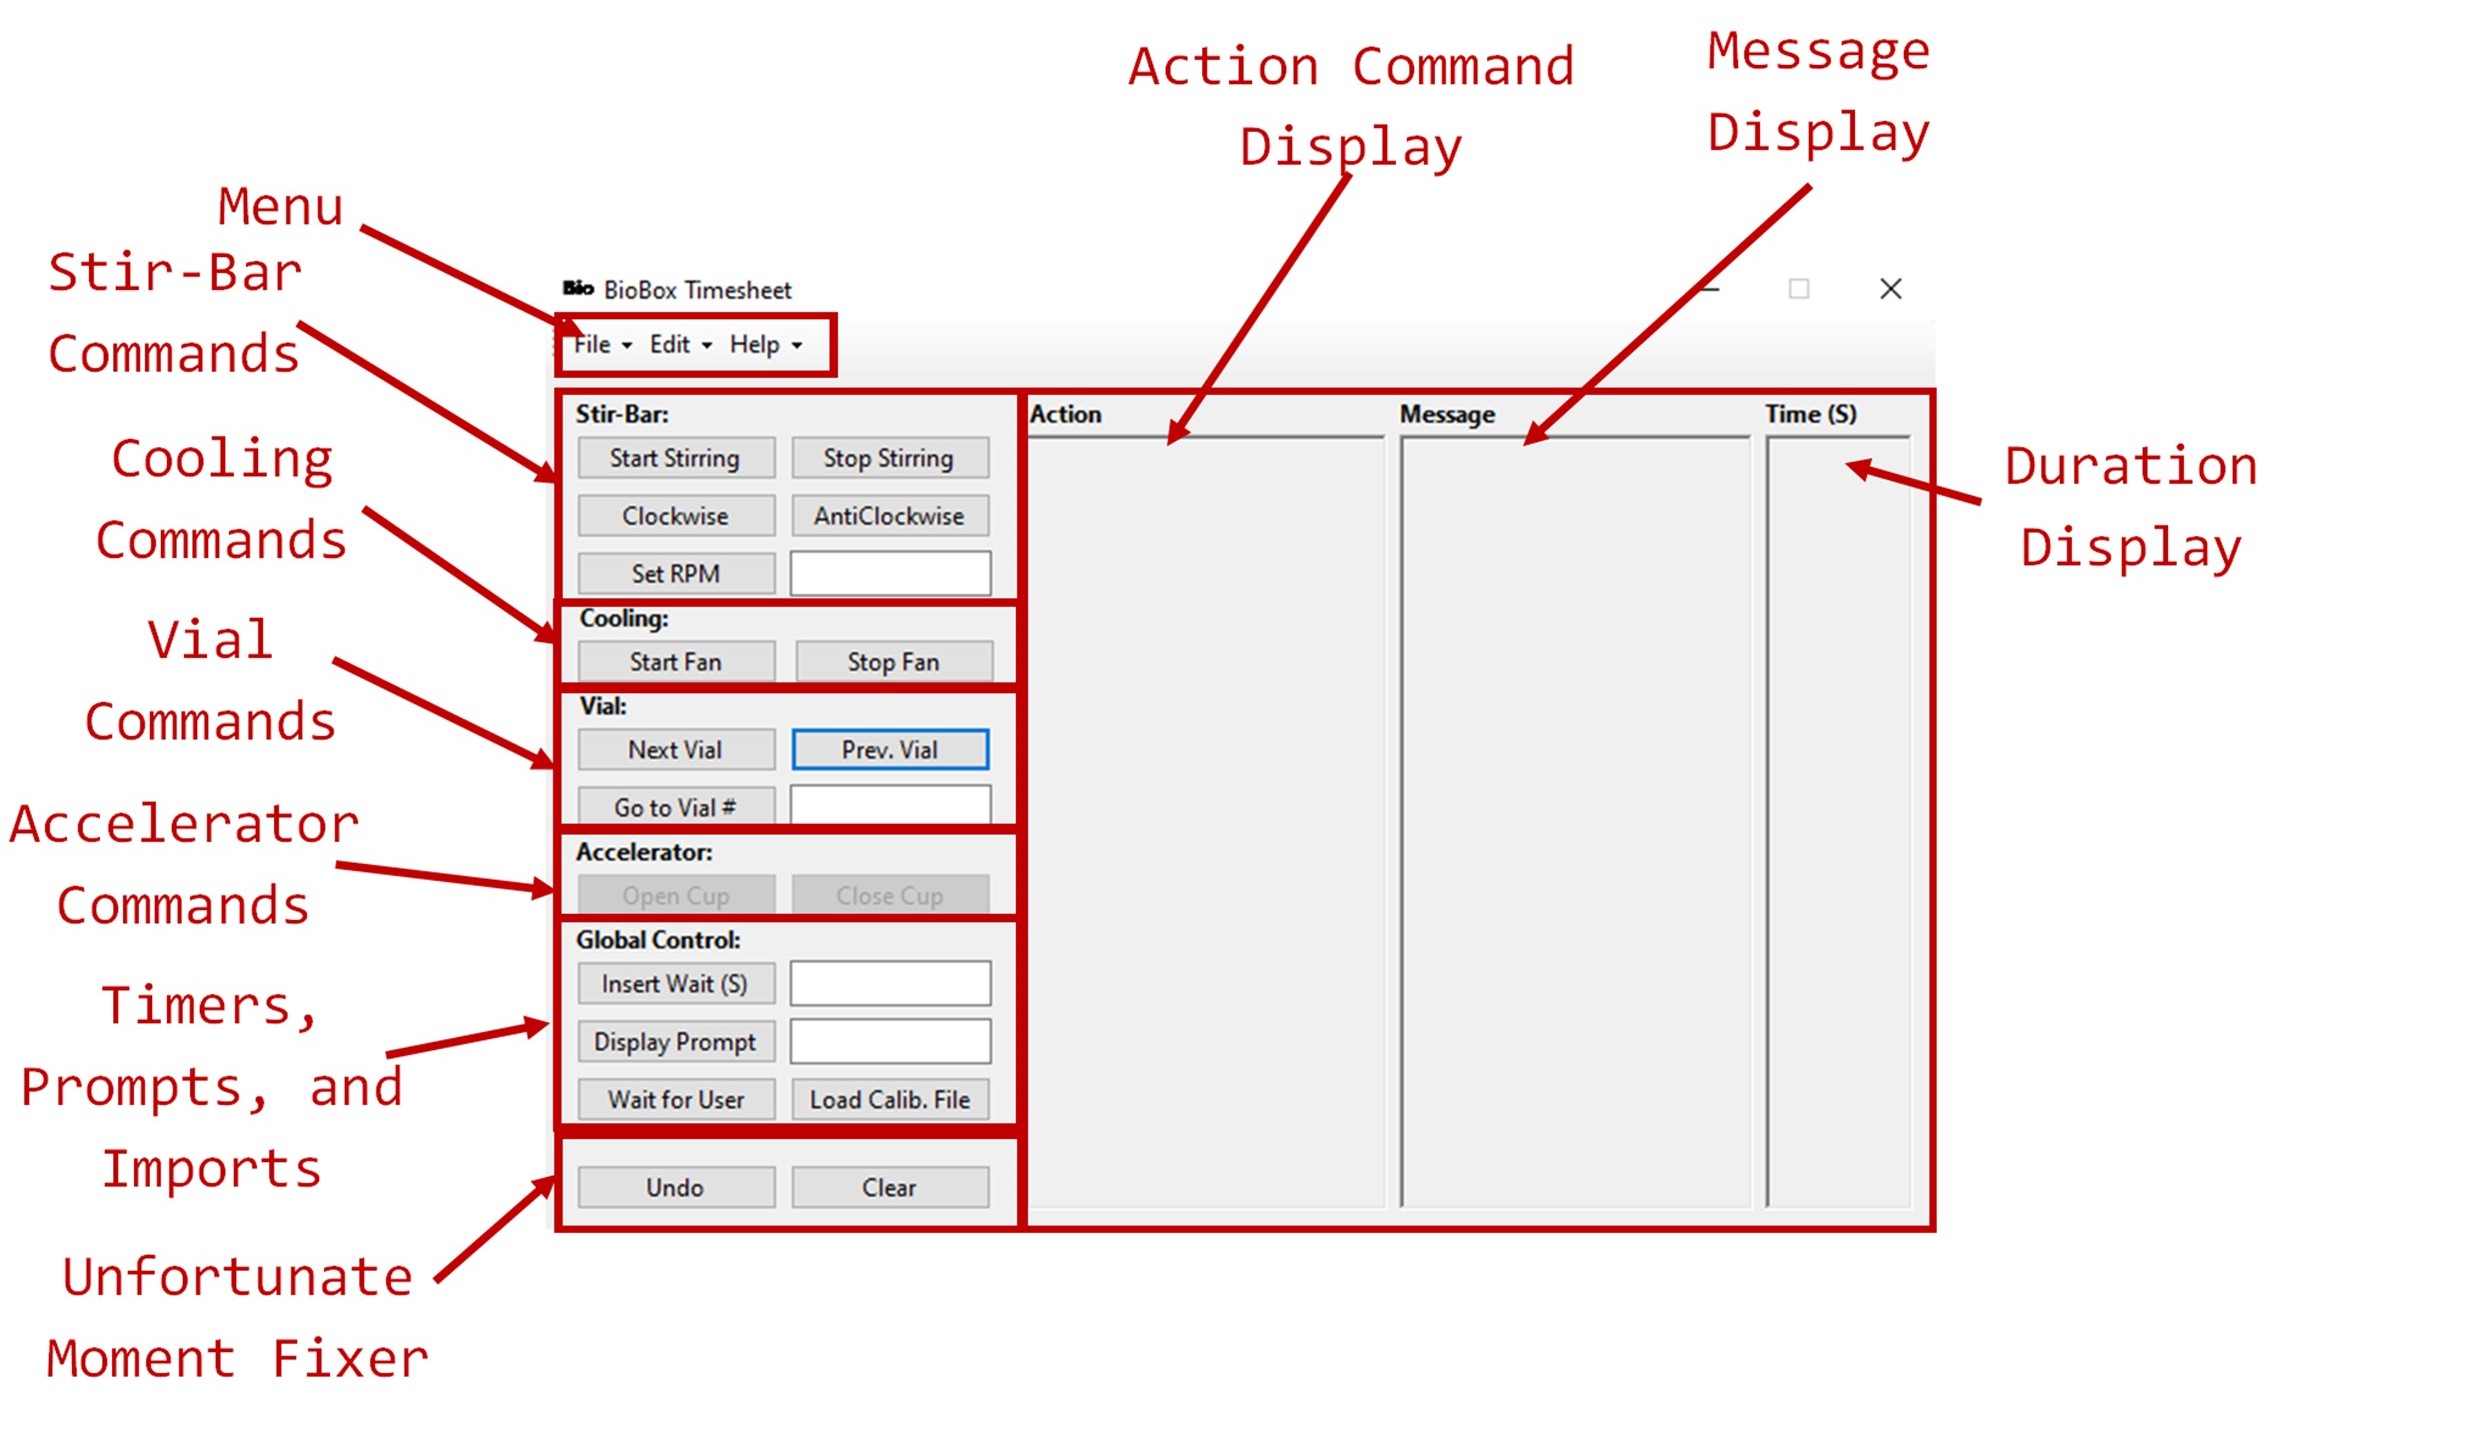 Action Command
Display
Message
Display
Menu
Stir-Bar
Commands
Cooling
Commands
Vial
Commands
Accelerator
Commands
Timers,
Prompts, and
Imports
Unfortunate
Moment Fixer
Duration
Display
Bio BioBox Timesheet
File Edit Help
Stir-Bar:
Start Stirring Stop Stirring
Clockwise AntiClockwise
Set RPM
Cooling:
Start Fan Stop Fan
Vial:
Next Vial Prev. Vial
Go to Vial #
Accelerator:
Open Cup Close Cup
Global Control:
Insert Wait (S)
Display Prompt
Wait for User Load Calib. File
Undo Clear
Action Message Time (S)